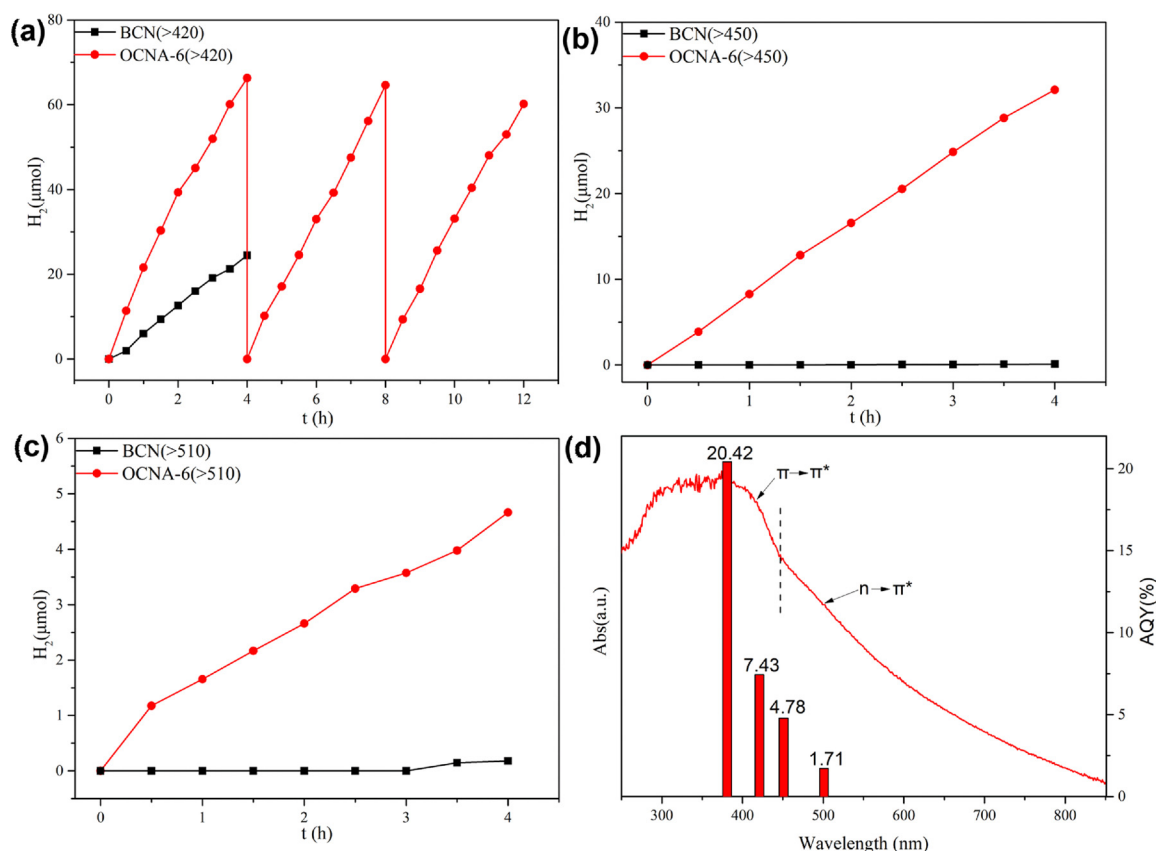 (a)
BCN(>420)
OCNA-6(>420)
80
60
40
20
0
H₂(μmol)
0 2 4 6 8 10 12
t (h)
(b)
BCN(>450)
OCNA-6(>450)
40
30
20
10
0
H₂(μmol)
0 1 2 3 4
t (h)
(c)
BCN(>510)
OCNA-6(>510)
6
5
4
3
2
1
0
H₂(μmol)
0 1 2 3 4
t (h)
(d)
20.42
π→π*
n→π*
7.43
4.78
1.71
Abs(a.u.)
20
15
10
5
0
AQY(%)
300 400 500 600 700 800
Wavelength (nm)